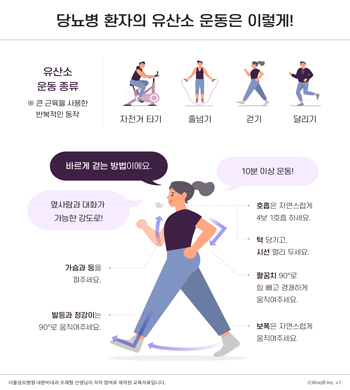 당뇨병 환자의 유산소 운동은 이렇게!
유산소
운동 종류
※ 큰 근육을 사용한
반복적인 동작
자전거 타기
줄넘기
걷기
달리기
바르게 걷는 방법이에요.
10분 이상 운동!
옆사람과 대화가
가능한 강도로!
호흡은 자연스럽게
4보 1호흡 하세요.
턱 당기고,
시선 멀리 두세요.
가슴과 등을
펴주세요.
팔꿈치 90°로
힘 빼고 경쾌하게
움직여주세요.
발등과 정강이는
90°로 움직여주세요.
보폭은 자연스럽게
움직여주세요.
서울성모병원 내분비내과 조재형 선생님의 저자 참여로 제작된 교육자료입니다.
ⓒiKooB Inc. v1